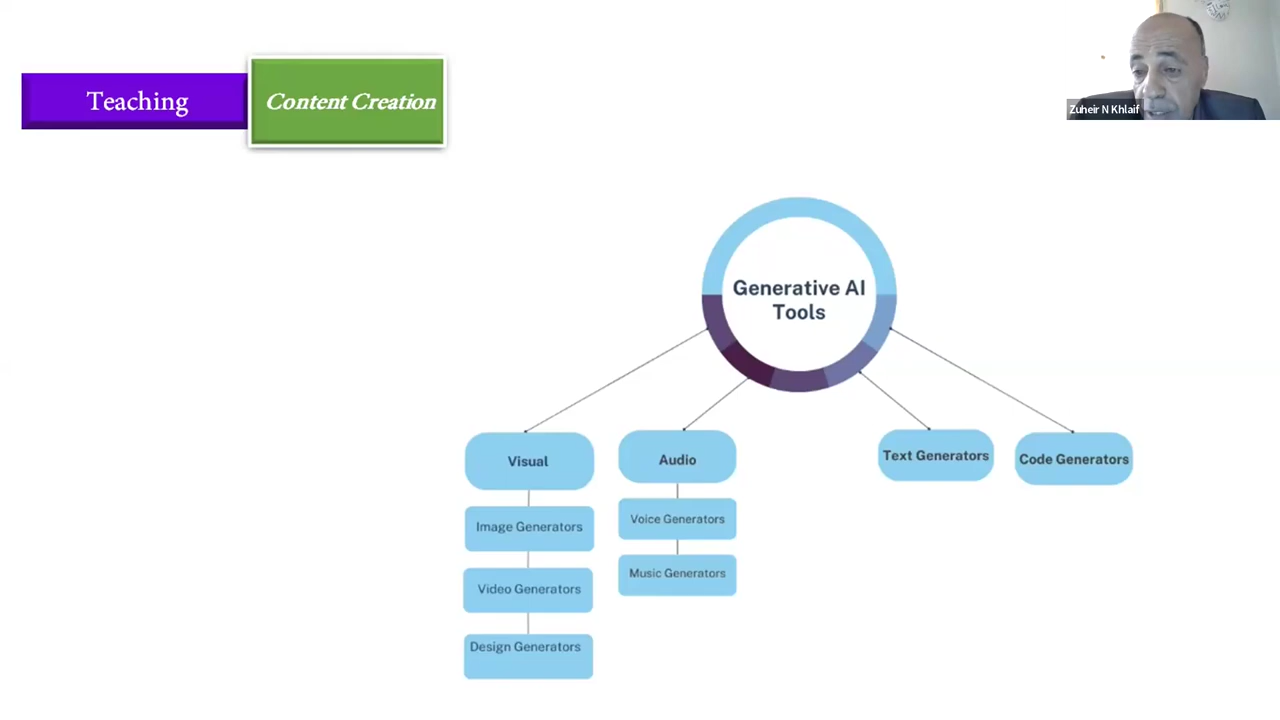 Teaching
Content Creation
Zuheir N Khlaif
Generative AI
Tools
Visual
Audio
Text Generators
Code Generators
Image Generators
Voice Generators
Video Generators
Music Generators
Design Generators